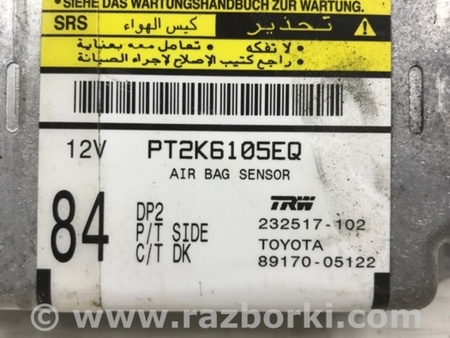 • SIEHE DAS WARTUNGSHANDBUCH ZUR WARTUNG.
SRS كيس الهواء تحذير
• لا تفكه • تعامل معه بعناية
• راجع كتيب الإصلاح لاجراء الصيانة
12V PT2K6105EQ
AIR BAG SENSOR
84
DP2
P/T SIDE
C/T DK
TRW
232517-102
TOYOTA
89170-05122
© www.razborki.com/